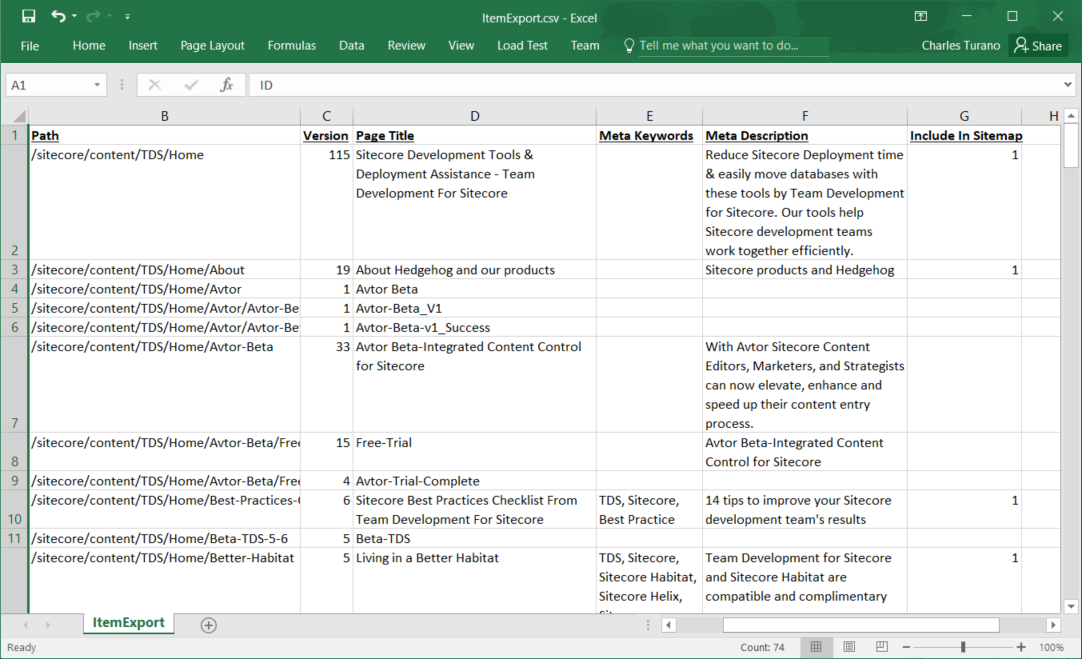 ItemExport.csv - Excel
File Home Insert Page Layout Formulas Data Review View Load Test Team Tell me what you want to do... Charles Turano Share
A1 fx ID
B C D E F G H
1 Path Version Page Title Meta Keywords Meta Description Include In Sitemap
/sitecore/content/TDS/Home 115 Sitecore Development Tools & Reduce Sitecore Deployment time 1
Deployment Assistance - Team & easily move databases with
Development For Sitecore these tools by Team Development
for Sitecore. Our tools help
Sitecore development teams
2 work together efficiently.
3 /sitecore/content/TDS/Home/About 19 About Hedgehog and our products Sitecore products and Hedgehog 1
4 /sitecore/content/TDS/Home/Avtor 1 Avtor Beta
5 /sitecore/content/TDS/Home/Avtor/Avtor-Be 1 Avtor-Beta_V1
6 /sitecore/content/TDS/Home/Avtor/Avtor-Be 1 Avtor-Beta-v1_Success
/sitecore/content/TDS/Home/Avtor-Beta 33 Avtor Beta-Integrated Content Control With Avtor Sitecore Content
for Sitecore Editors, Marketers, and Strategists
can now elevate, enhance and
speed up their content entry
7 process.
/sitecore/content/TDS/Home/Avtor-Beta/Free 15 Free-Trial Avtor Beta-Integrated Content
8 Control for Sitecore
9 /sitecore/content/TDS/Home/Avtor-Beta/Free 4 Avtor-Trial-Complete
/sitecore/content/TDS/Home/Best-Practices- 6 Sitecore Best Practices Checklist From TDS, Sitecore, 14 tips to improve your Sitecore 1
10 Team Development For Sitecore Best Practice development team's results
11 /sitecore/content/TDS/Home/Beta-TDS-5-6 5 Beta-TDS
/sitecore/content/TDS/Home/Better-Habitat 5 Living in a Better Habitat TDS, Sitecore, Team Development for Sitecore 1
Sitecore Habitat, and Sitecore Habitat are
Sitecore Helix, compatible and complimentary
ItemExport
Ready Count: 74 100%